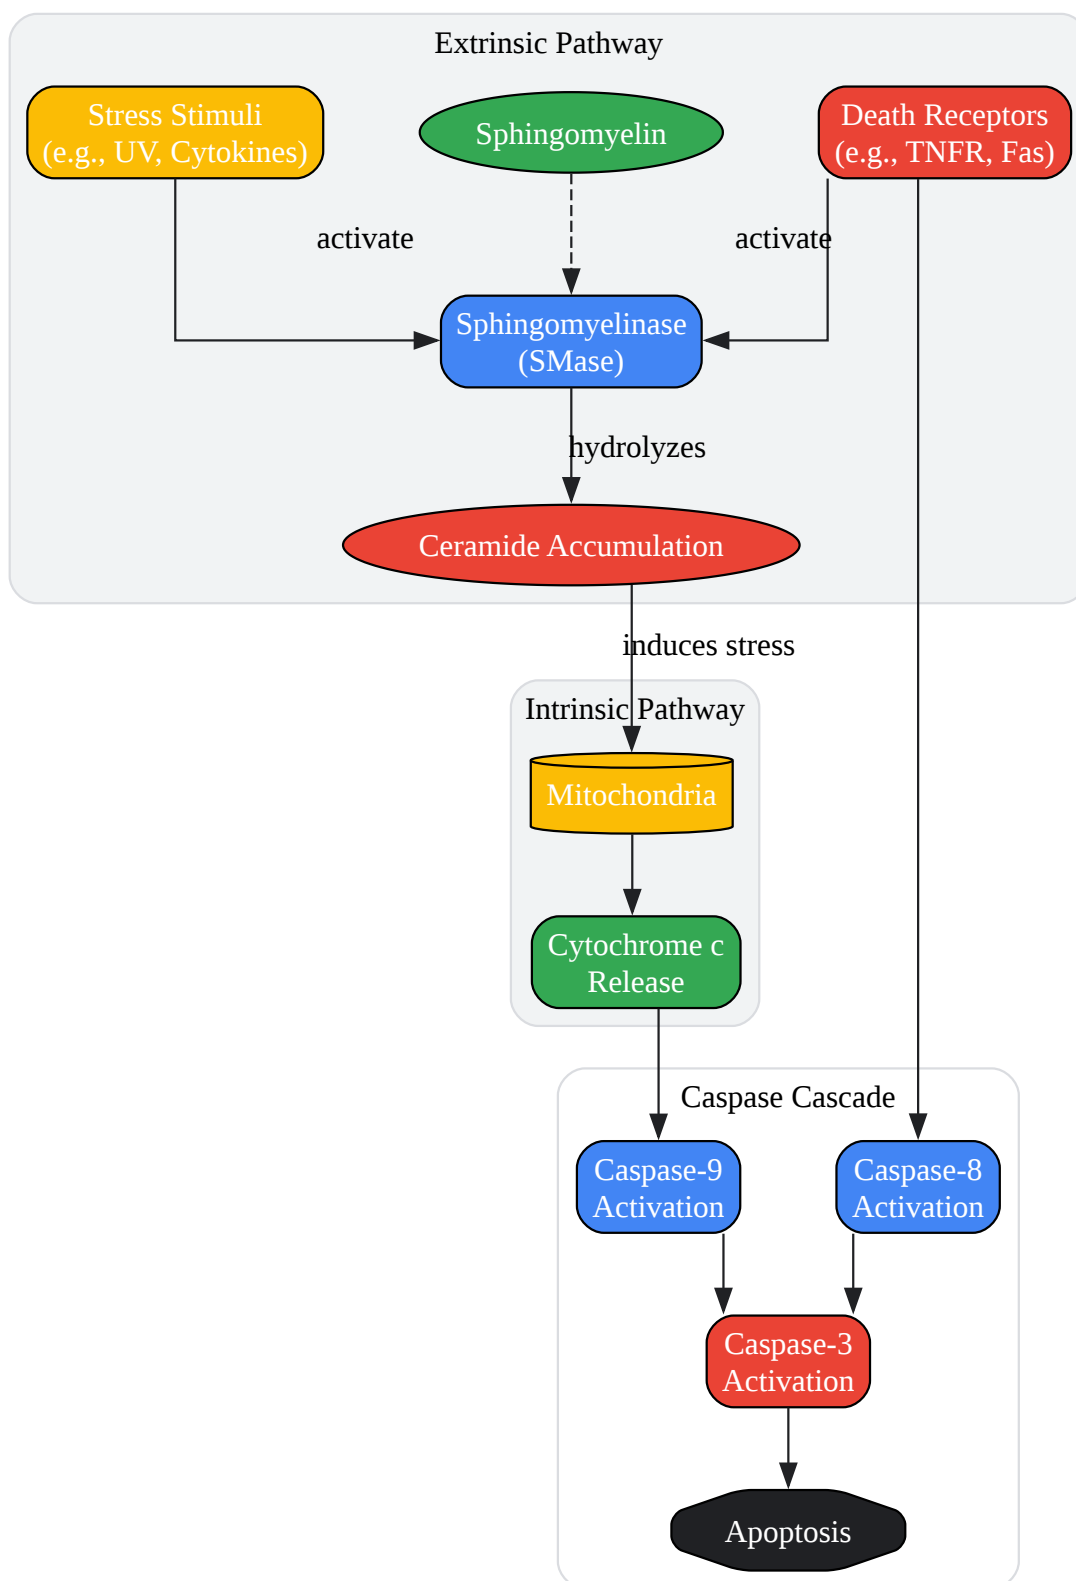 Extrinsic Pathway
Stress Stimuli
(e.g., UV, Cytokines)
Sphingomyelin
Death Receptors
(e.g., TNFR, Fas)
activate
activate
Sphingomyelinase
(SMase)
hydrolyzes
Ceramide Accumulation
induces stress
Intrinsic Pathway
Mitochondria
Cytochrome c
Release
Caspase Cascade
Caspase-9
Activation
Caspase-8
Activation
Caspase-3
Activation
Apoptosis